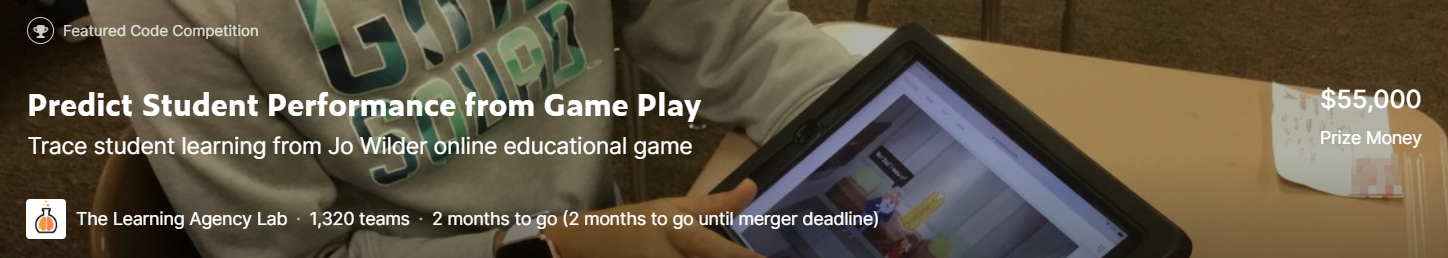 Featured Code Competition
Predict Student Performance from Game Play
$55,000
Trace student learning from Jo Wilder online educational game
Prize Money
The Learning Agency Lab · 1,320 teams · 2 months to go (2 months to go until merger deadline)
SQUAD